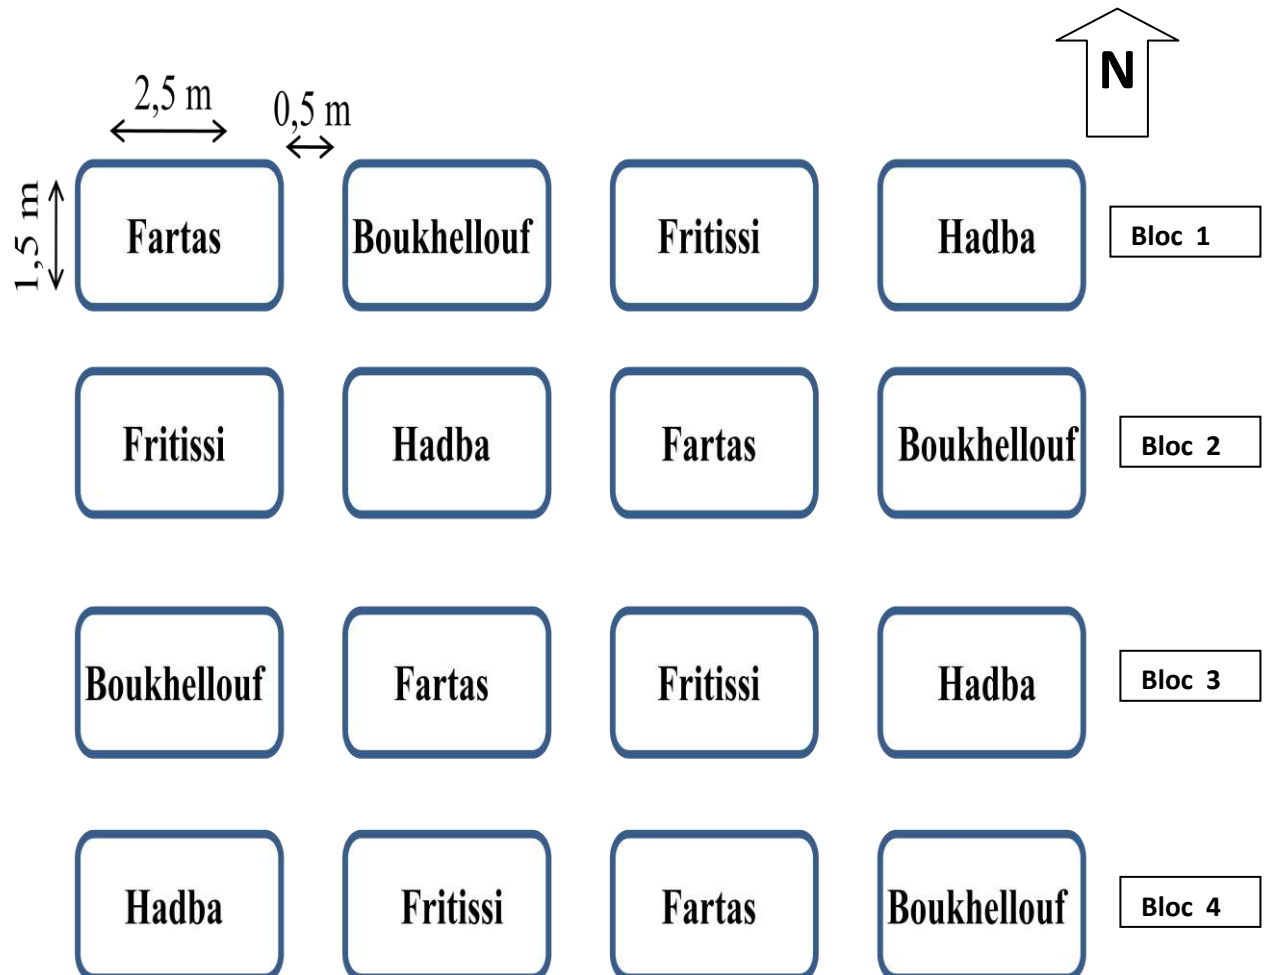 N
2,5 m
0,5 m
1,5 m
Fartas Boukhellouf Fritissi Hadba Bloc 1
Fritissi Hadba Fartas Boukhellouf Bloc 2
Boukhellouf Fartas Fritissi Hadba Bloc 3
Hadba Fritissi Fartas Boukhellouf Bloc 4